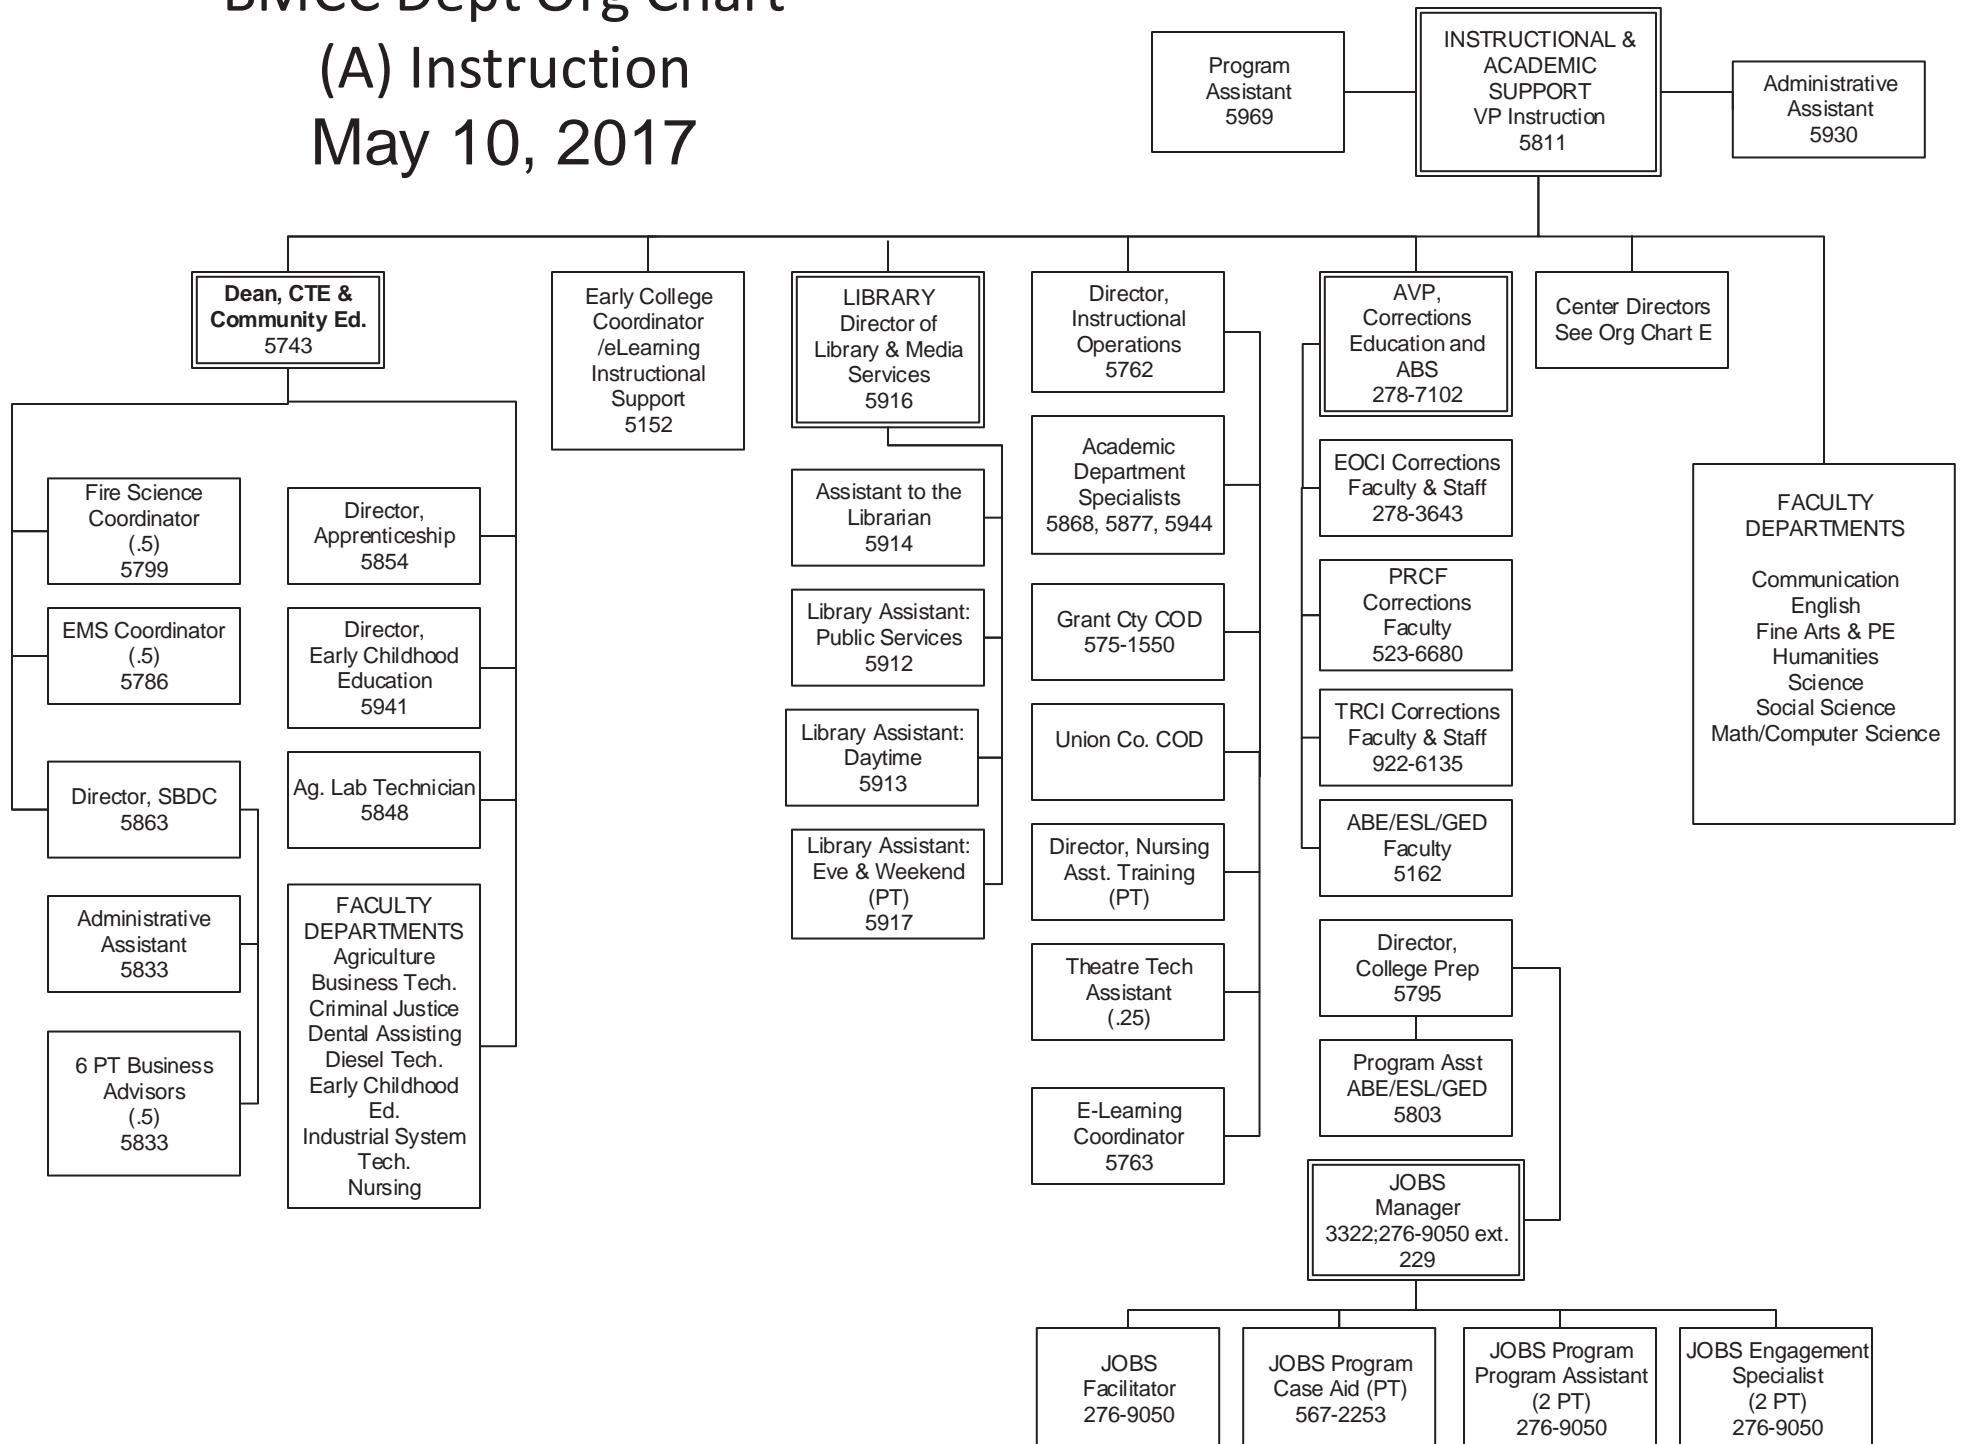 BMCC Dept Org Chart
(A) Instruction
May 10, 2017
Program
Assistant
5969
INSTRUCTIONAL &
ACADEMIC
SUPPORT
VP Instruction
5811
Administrative
Assistant
5930
Dean, CTE &
Community Ed.
5743
Early College
Coordinator
/eLearning
Instructional
Support
5152
LIBRARY
Director of
Library & Media
Services
5916
Director,
Instructional
Operations
5762
AVP,
Corrections
Education and
ABS
278-7102
Center Directors
See Org Chart E
Fire Science
Coordinator
(.5)
5799
EMS Coordinator
(.5)
5786
Director, SBDC
5863
Administrative
Assistant
5833
6 PT Business
Advisors
(.5)
5833
Director,
Apprenticeship
5854
Director,
Early Childhood
Education
5941
Ag. Lab Technician
5848
FACULTY
DEPARTMENTS
Agriculture
Business Tech.
Criminal Justice
Dental Assisting
Diesel Tech.
Early Childhood
Ed.
Industrial System
Tech.
Nursing
Assistant to the
Librarian
5914
Library Assistant:
Public Services
5912
Library Assistant:
Daytime
5913
Library Assistant:
Eve & Weekend
(PT)
5917
Academic
Department
Specialists
5868, 5877, 5944
Grant Cty COD
575-1550
Union Co. COD
Director, Nursing
Asst. Training
(PT)
Theatre Tech
Assistant
(.25)
E-Learning
Coordinator
5763
EOCI Corrections
Faculty & Staff
278-3643
PRCF
Corrections
Faculty
523-6680
TRCI Corrections
Faculty & Staff
922-6135
ABE/ESL/GED
Faculty
5162
Director,
College Prep
5795
Program Asst
ABE/ESL/GED
5803
JOBS
Manager
3322;276-9050 ext.
229
FACULTY
DEPARTMENTS
Communication
English
Fine Arts & PE
Humanities
Science
Social Science
Math/Computer Science
JOBS
Facilitator
276-9050
JOBS Program
Case Aid (PT)
567-2253
JOBS Program
Program Assistant
(2 PT)
276-9050
JOBS Engagement
Specialist
(2 PT)
276-9050